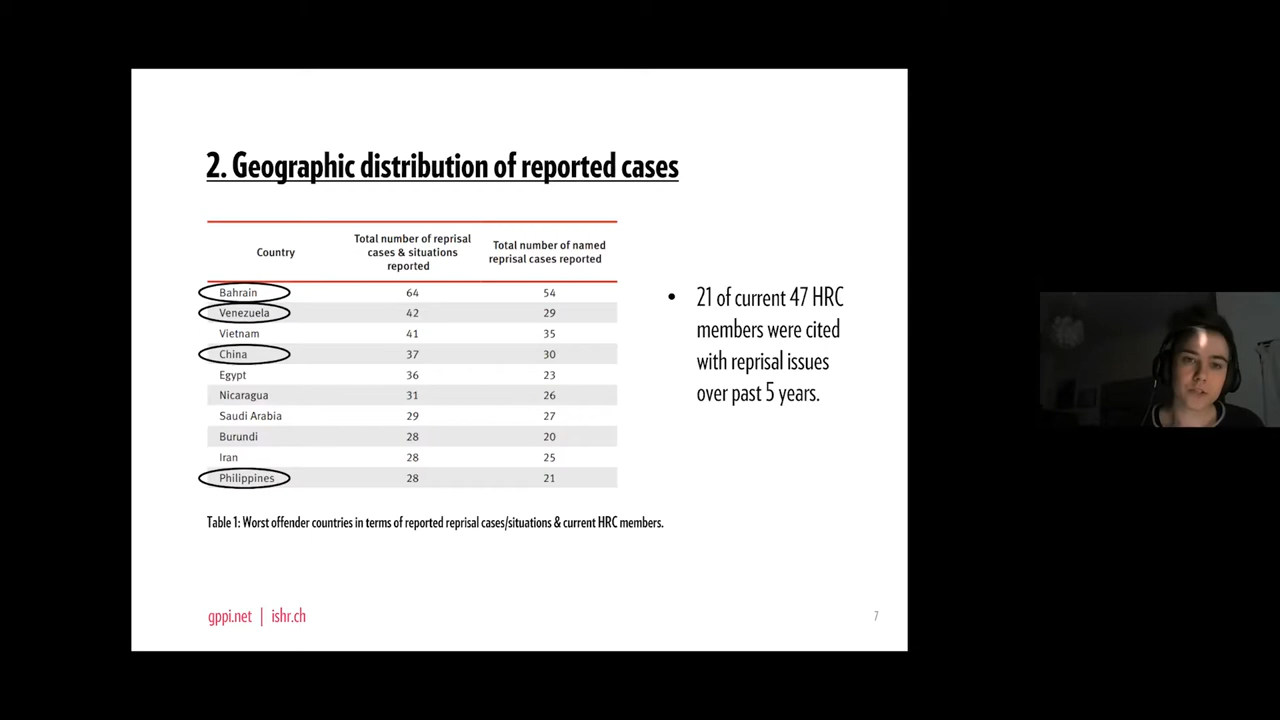 2. Geographic distribution of reported cases
Country
Total number of reprisal
cases & situations
reported
Total number of named
reprisal cases reported
Bahrain 64 54
Venezuela 42 29
Vietnam 41 35
China 37 30
Egypt 36 23
Nicaragua 31 26
Saudi Arabia 29 27
Burundi 28 20
Iran 28 25
Philippines 28 21
Table 1: Worst offender countries in terms of reported reprisal cases/situations & current HRC members.
• 21 of current 47 HRC
members were cited
with reprisal issues
over past 5 years.
gppi.net | ishr.ch
7